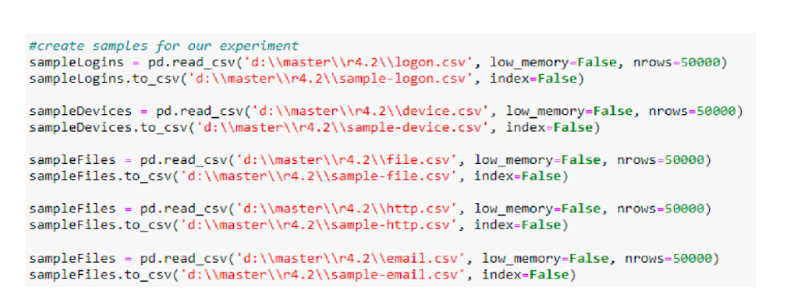 #create samples for our experiment
sampleLogins = pd.read_csv('d:\\master\\r4.2\\logon.csv', low_memory=False, nrows=50000)
sampleLogins.to_csv('d:\\master\\r4.2\\sample-logon.csv', index=False)
sampleDevices = pd.read_csv('d:\\master\\r4.2\\device.csv', low_memory=False, nrows=50000)
sampleDevices.to_csv('d:\\master\\r4.2\\sample-device.csv', index=False)
sampleFiles = pd.read_csv('d:\\master\\r4.2\\file.csv', low_memory=False, nrows=50000)
sampleFiles.to_csv('d:\\master\\r4.2\\sample-file.csv', index=False)
sampleFiles = pd.read_csv('d:\\master\\r4.2\\http.csv', low_memory=False, nrows=50000)
sampleFiles.to_csv('d:\\master\\r4.2\\sample-http.csv', index=False)
sampleFiles = pd.read_csv('d:\\master\\r4.2\\email.csv', low_memory=False, nrows=50000)
sampleFiles.to_csv('d:\\master\\r4.2\\sample-email.csv', index=False)